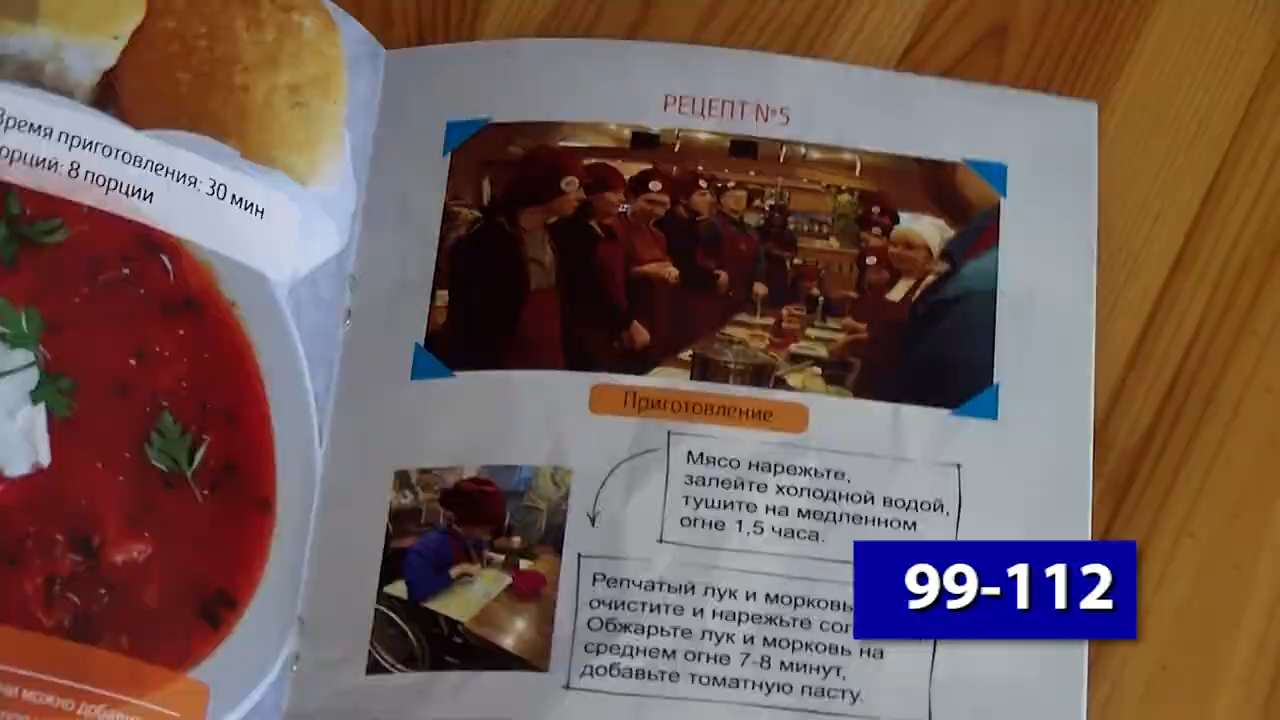 Время приготовления: 30 мин
порций: 8 порции
РЕЦЕПТ №5
Приготовление
Мясо нарежьте,
залейте холодной водой,
тушите на медленном
огне 1,5 часа.
Репчатый лук и морковь
очистите и нарежьте
Обжарьте лук и морковь на
среднем огне 7-8 минут,
добавьте томатную пасту.
99-112
можно